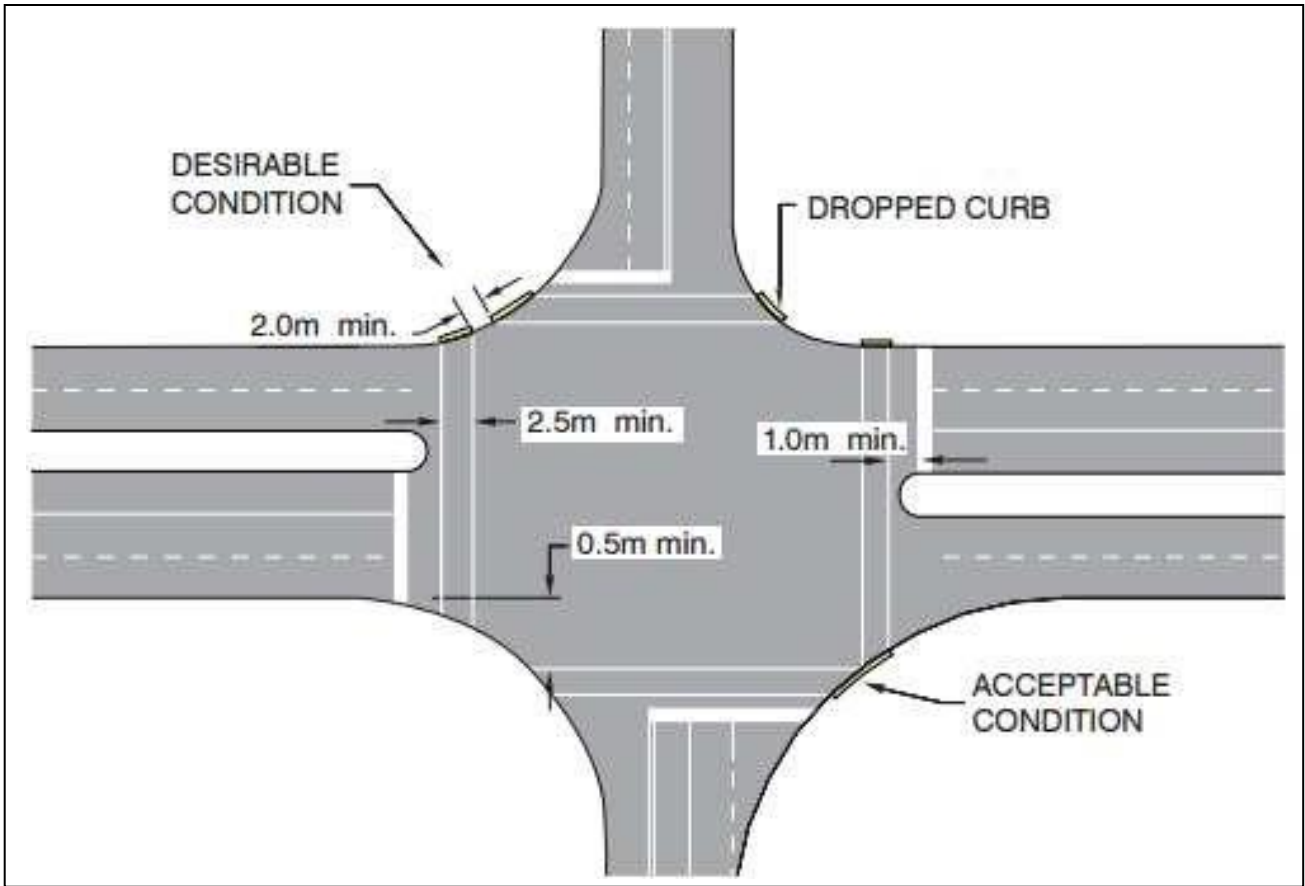 DESIRABLE
CONDITION
DROPPED CURB
2.0m min.
2.5m min.
1.0m min.
0.5m min.
ACCEPTABLE
CONDITION